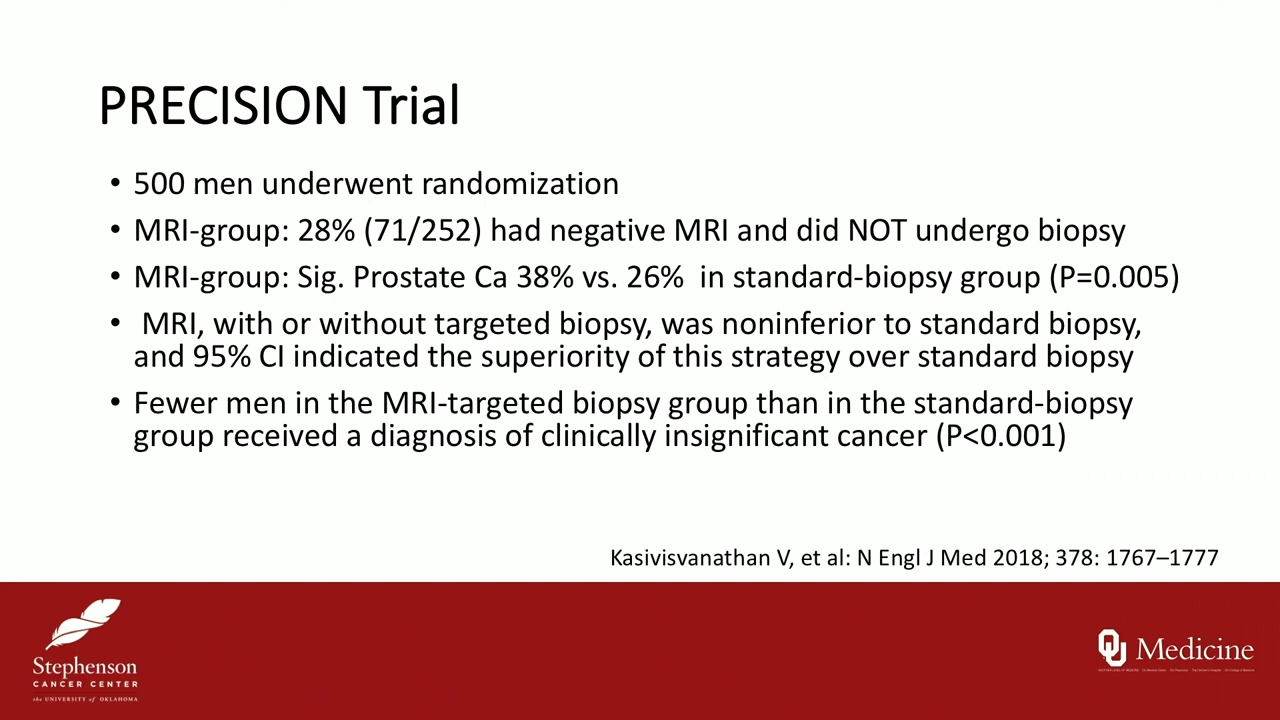 PRECISION Trial
• 500 men underwent randomization
• MRI-group: 28% (71/252) had negative MRI and did NOT undergo biopsy
• MRI-group: Sig. Prostate Ca 38% vs. 26%  in standard-biopsy group (P=0.005)
• MRI, with or without targeted biopsy, was noninferior to standard biopsy,
and 95% CI indicated the superiority of this strategy over standard biopsy
• Fewer men in the MRI-targeted biopsy group than in the standard-biopsy
group received a diagnosis of clinically insignificant cancer (P<0.001)
Kasivisvanathan V, et al: N Engl J Med 2018; 378: 1767–1777
Stephenson
CANCER CENTER
the UNIVERSITY of OKLAHOMA
OU Medicine